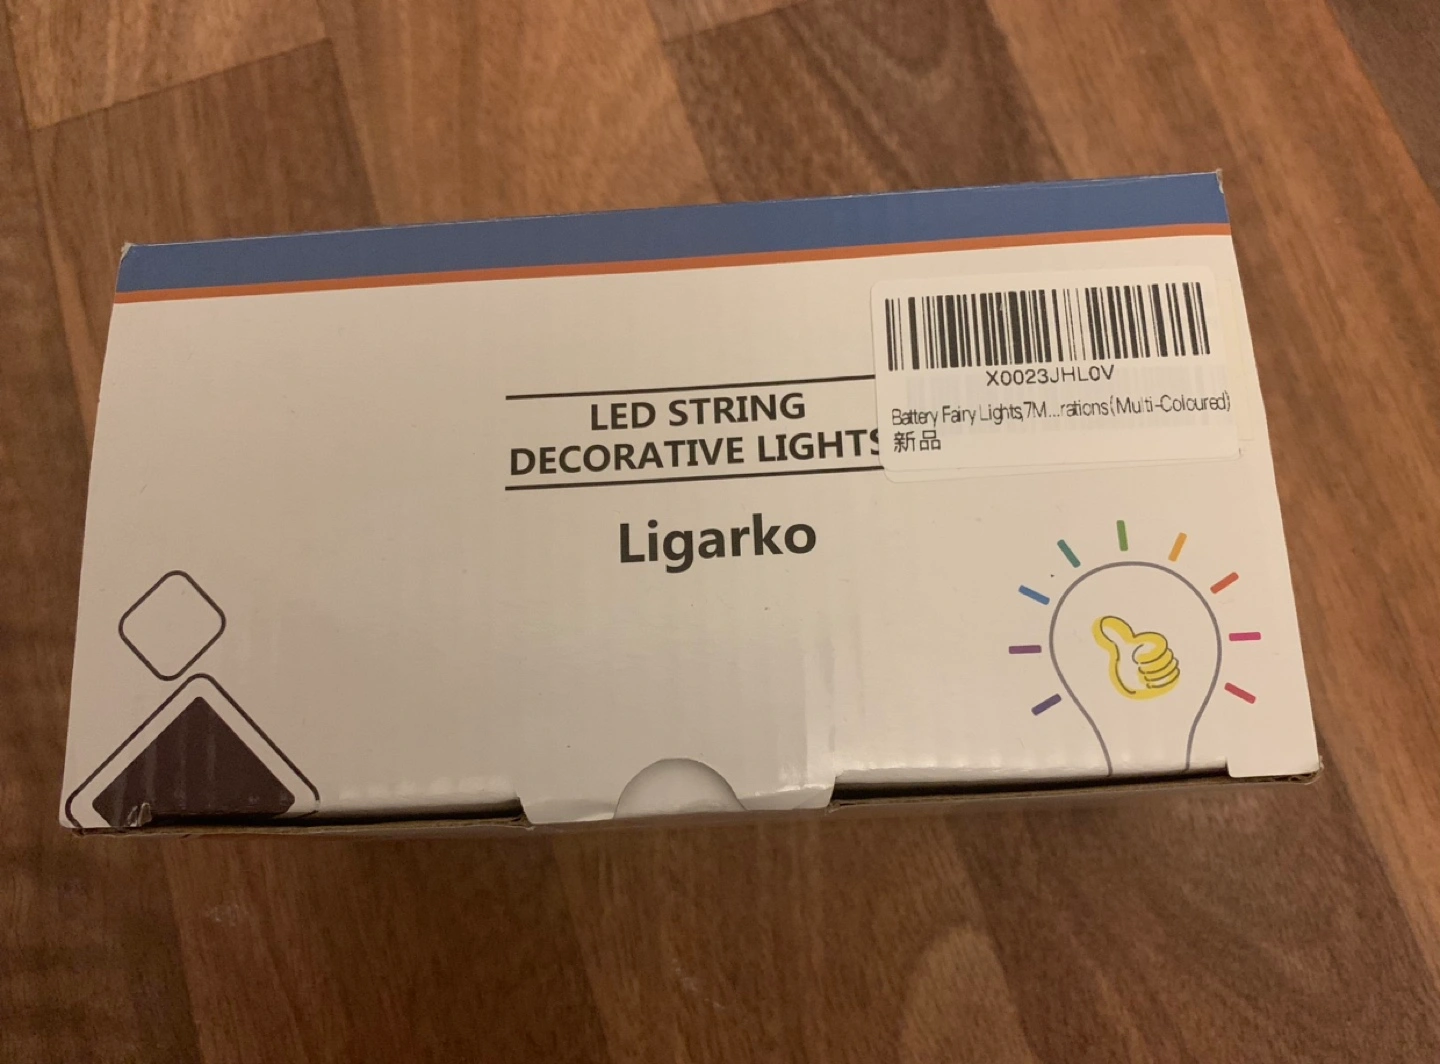 X0023JHL0V
Battery Fairy Lights,7M...rations(Multi-Coloured)
新品
LED STRING
DECORATIVE LIGHTS
Ligarko